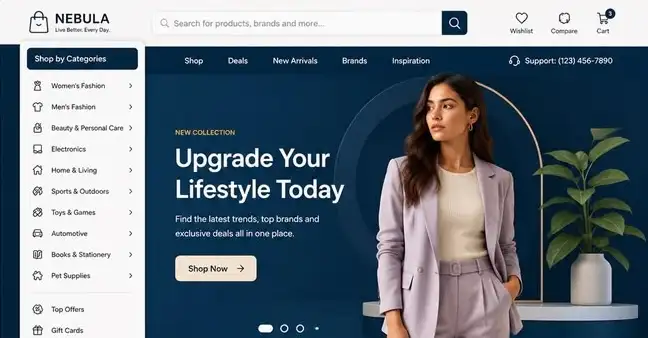 NEBULA
Live Better. Every Day.
Search for products, brands and more...
Wishlist
Compare
3
Cart
Shop by Categories
Shop
Deals
New Arrivals
Brands
Inspiration
Support: (123) 456-7890
Women's Fashion
Men's Fashion
Beauty & Personal Care
Electronics
Home & Living
Sports & Outdoors
Toys & Games
Automotive
Books & Stationery
Pet Supplies
Top Offers
Gift Cards
NEW COLLECTION
Upgrade Your
Lifestyle Today
Find the latest trends, top brands and
exclusive deals all in one place.
Shop Now